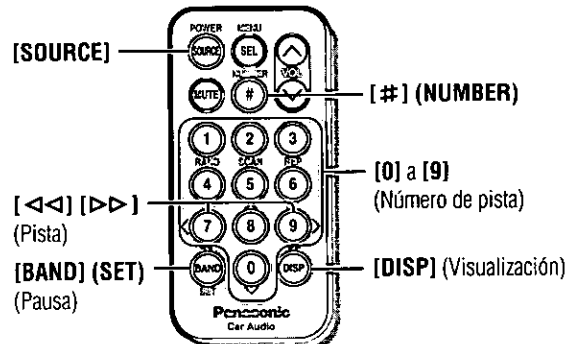 POWER MENU
[SOURCE]
SOURCE SEL
VOL
MUTE NUMBER
#
[#] (NUMBER)
1 2 3
RAND SCAN REP
4 5 6
[0] a [9]
(Número de pista)
[◁◁] [▷▷]
(Pista)
7 8 9
[BAND] (SET)
(Pausa)
BAND 0 DISP
SET
[DISP] (Visualización)
Panasonic
Car Audio